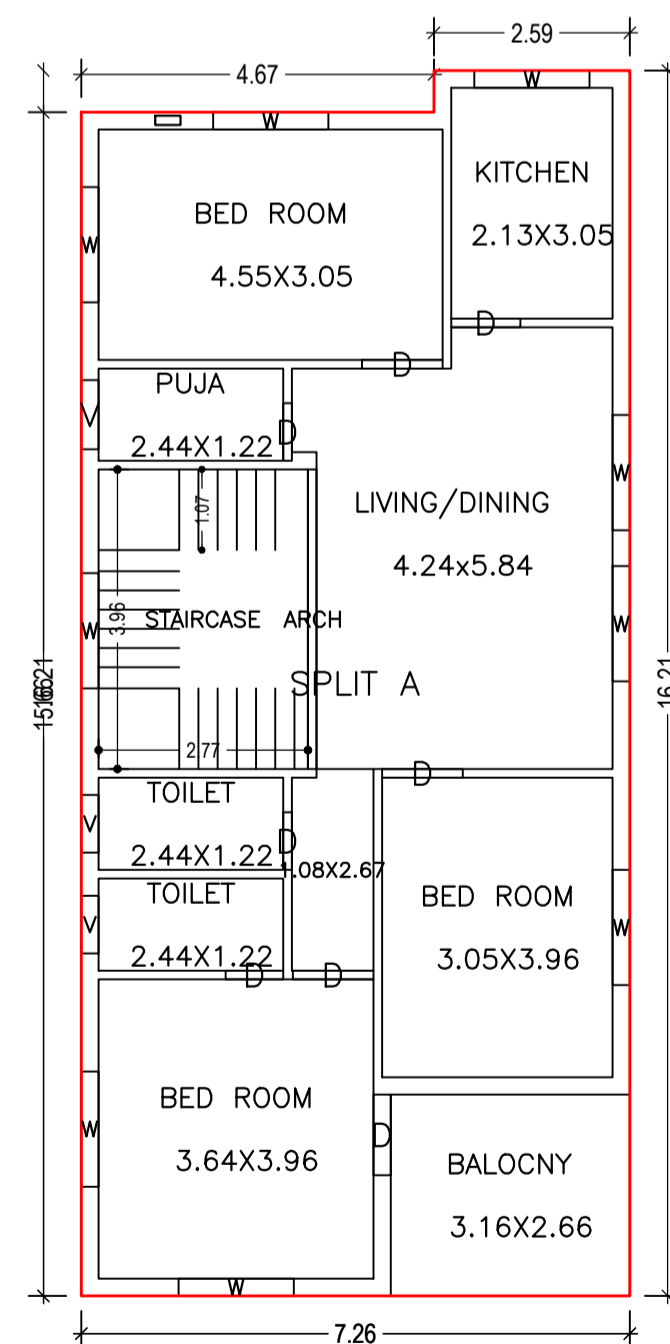 2.59
4.67
W
W
KITCHEN
2.13X3.05
BED ROOM
4.55X3.05
W
D
D
PUJA
2.44X1.22
V
D
W
1.07
LIVING/DINING
4.24x5.84
3.96
STAIRCASE ARCH
W
W
SPLIT A
16.21
2.77
TOILET
2.44X1.22
V
D
D
1.08X2.67
TOILET
2.44X1.22
V
BED ROOM
3.05X3.96
W
D
D
BED ROOM
3.64X3.96
W
D
BALOCNY
3.16X2.66
W
7.26